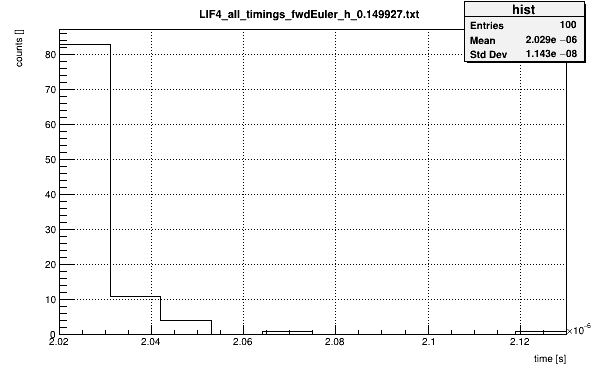 LIF4_all_timings_fwdEuler_h_0.149927.txt
hist
Entries 100
Mean 2.029e −06
Std Dev 1.143e −08
counts []
80
70
60
50
40
30
20
10
0
2.02 2.04 2.06 2.08 2.1 2.12
×10⁻⁶
time [s]